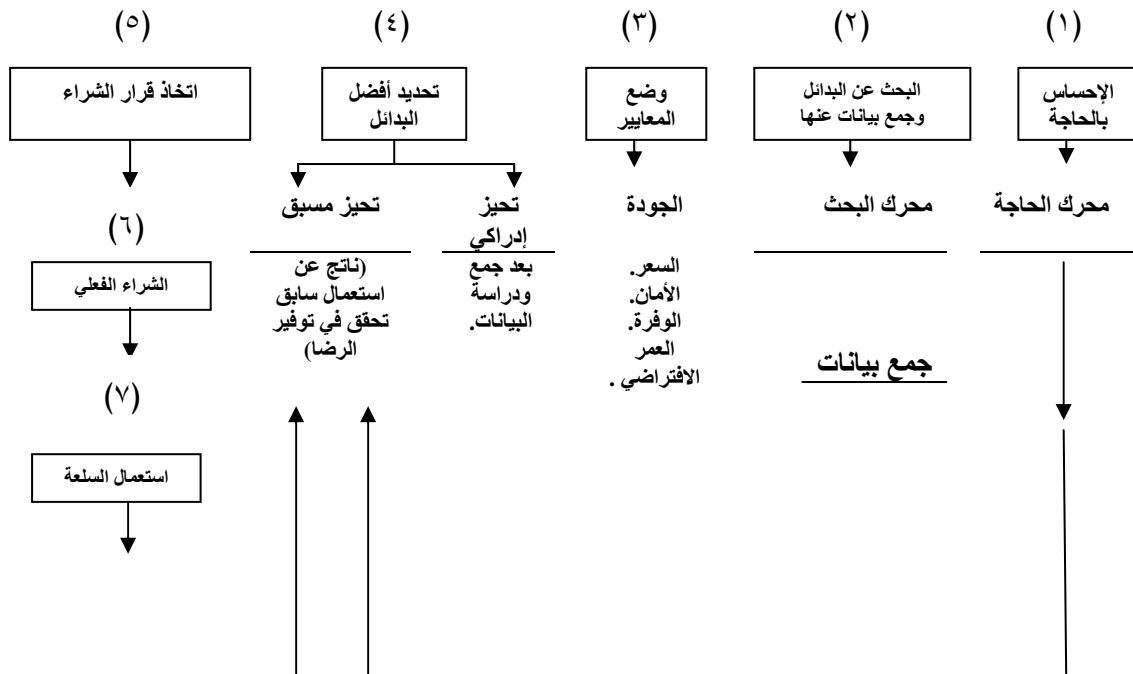 (١)
(٢)
(٣)
(٤)
(٥)
الإحساس
بالحاجة
البحث عن البدائل
وجمع بيانات عنها
وضع
المعايير
تحديد أفضل
البدائل
اتخاذ قرار الشراء
محرك الحاجة
محرك البحث
جمع بيانات
الجودة
السعر.
الأمان.
الوفرة.
العمر
الافتراضي .
تحيز
إدراكي
بعد جمع
ودراسة
البيانات.
تحيز مسبق
(ناتج عن
استعمال سابق
تحقق في توفير
الرضا)
(٦)
الشراء الفعلي
(٧)
استعمال السلعة